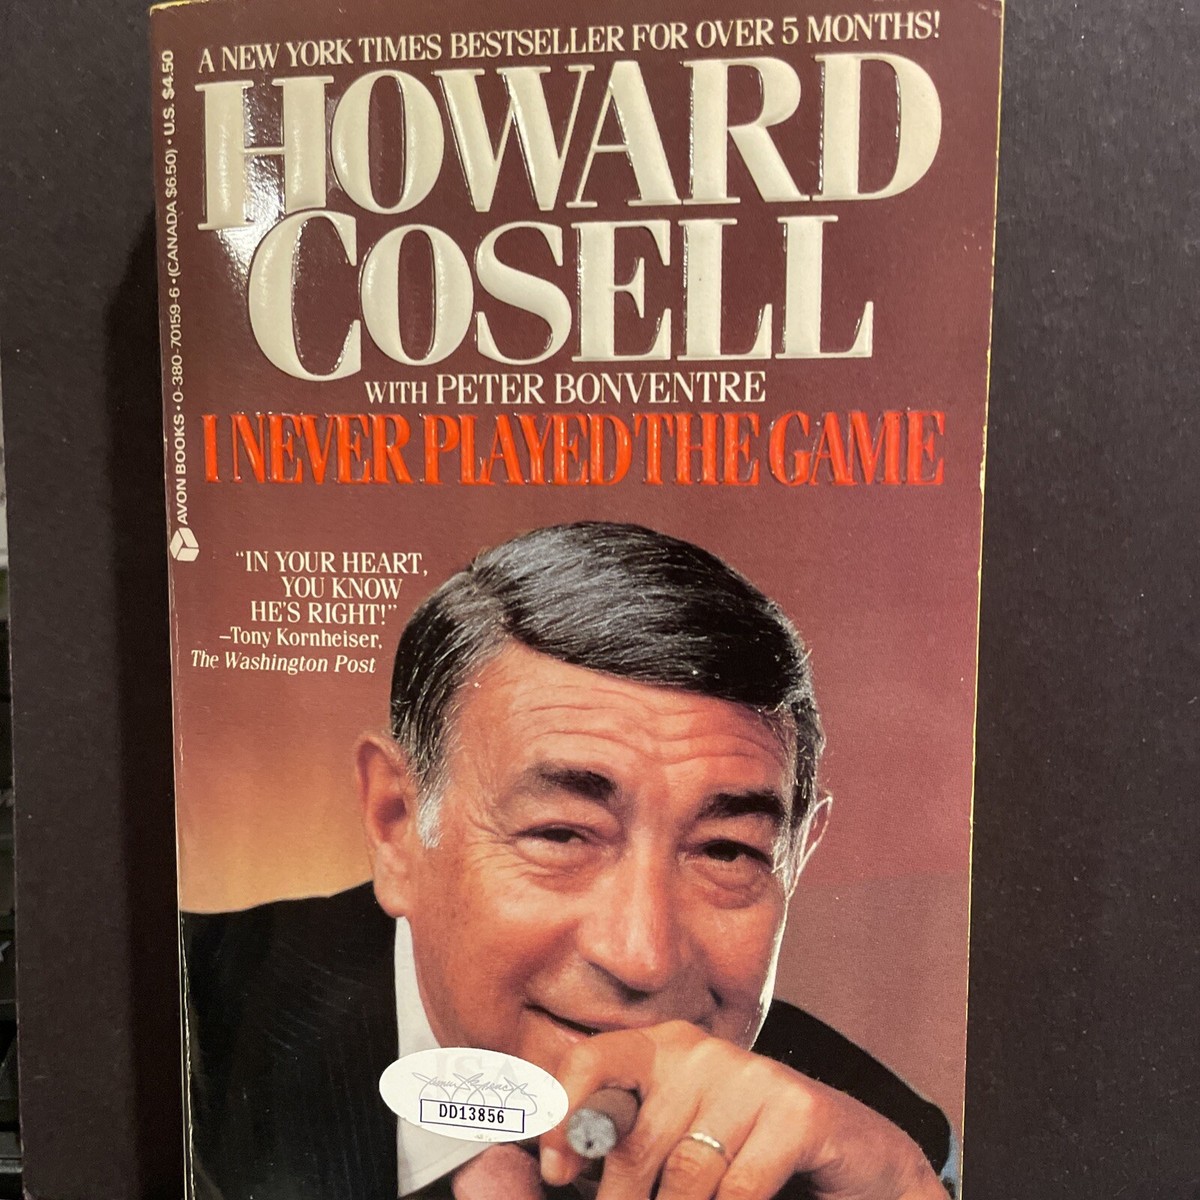 A NEW YORK TIMES BESTSELLER FOR OVER 5 MONTHS!
HOWARD
COSELL
WITH PETER BONVENTRE
I NEVER PLAYED THE GAME
"IN YOUR HEART,
YOU KNOW
HE'S RIGHT!"
–Tony Kornheiser,
The Washington Post
AVON BOOKS • 0-380-70159-6 • (CANADA $6.50) • U.S. $4.50
JSA
DD13856